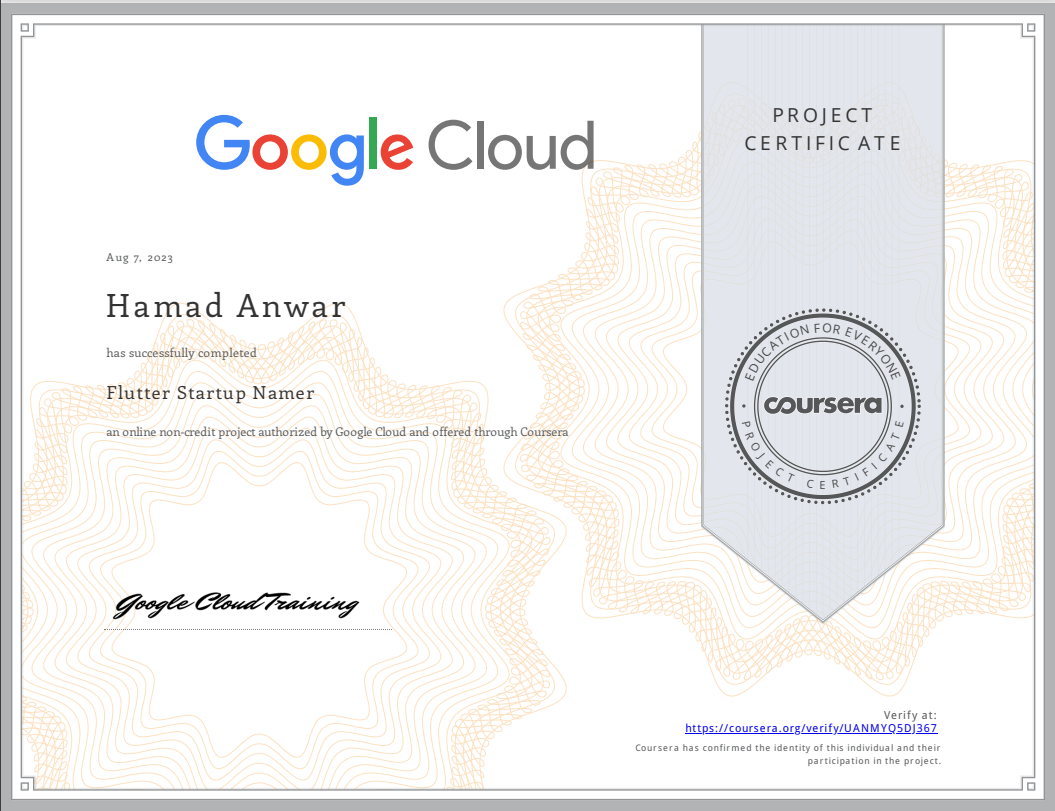 Google Cloud
PROJECT
CERTIFICATE
Aug 7, 2023
Hamad Anwar
has successfully completed
Flutter Startup Namer
an online non-credit project authorized by Google Cloud and offered through Coursera
EDUCATION FOR EVERYONE
coursera
PROJECT CERTIFICATE
Google Cloud Training
Verify at:
https://coursera.org/verify/UANMYQ5DJ367
Coursera has confirmed the identity of this individual and their
participation in the project.